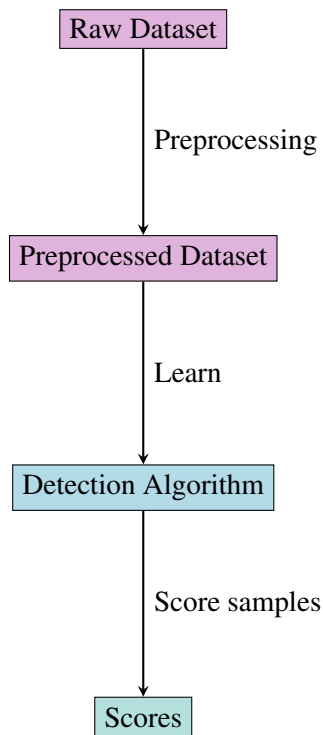 Raw Dataset
Preprocessing
Preprocessed Dataset
Learn
Detection Algorithm
Score samples
Scores